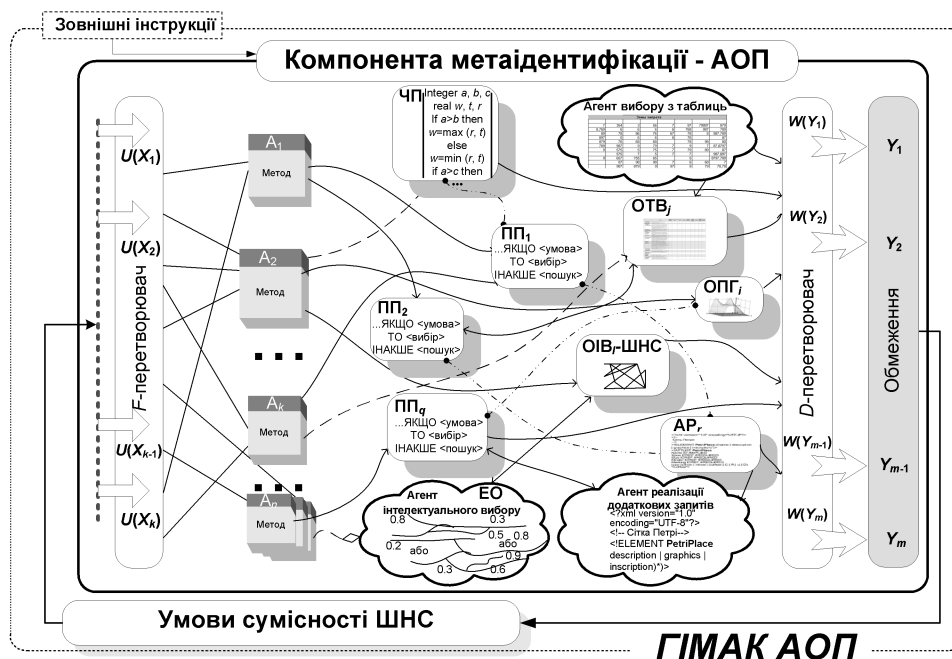 Зовнішні інструкції
Компонента метаідентифікації - АОП
F-перетворювач
U(X1)
U(X2)
U(Xk-1)
U(Xk)
A1
Метод
A2
Метод
Ak
Метод
An
Метод
ЧП
Integer a, b, c
real w, t, r
If a>b then
w=max (r, t)
else
w=min (r, t)
if a>c then
...
ПП1
...ЯКЩО <умова>
ТО <вибір>
ІНАКШЕ <пошук>
ПП2
...ЯКЩО <умова>
ТО <вибір>
ІНАКШЕ <пошук>
ППq
...ЯКЩО <умова>
ТО <вибір>
ІНАКШЕ <пошук>
Агент вибору з таблиць
ОТВj
ОПГi
ОІВl-ШНС
АРr
Агент ЕО
інтелектуального вибору
0.8
0.3
0.5
0.8
0.2
або
або
0.9
0.3
0.6
Агент реалізації
додаткових запитів
<?xml version="1.0"
encoding="UTF-8"?>
<!-- Сітка Петрі-->
<!ELEMENT PetriPlace
description | graphics |
inscription)*)>
D-перетворювач
W(Y1)
W(Y2)
W(Ym-1)
W(Ym)
Y1
Y2
Обмеження
Ym-1
Ym
Умови сумісності ШНС
ГІМАК АОП